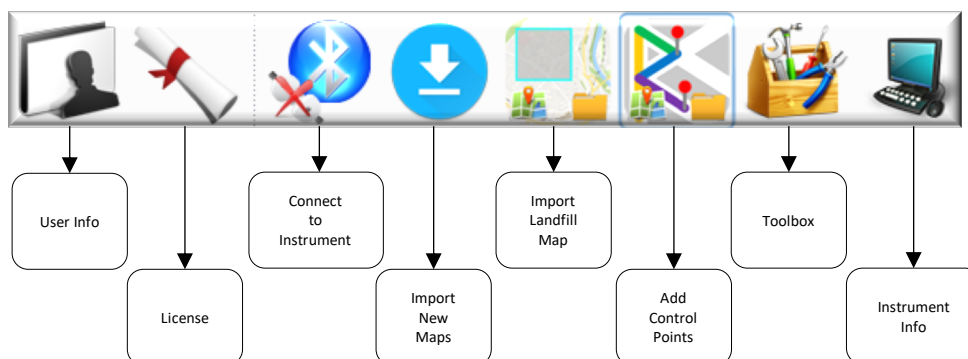 User Info
Connect
to
Instrument
Import
Landfill
Map
Toolbox
License
Import
New
Maps
Add
Control
Points
Instrument
Info